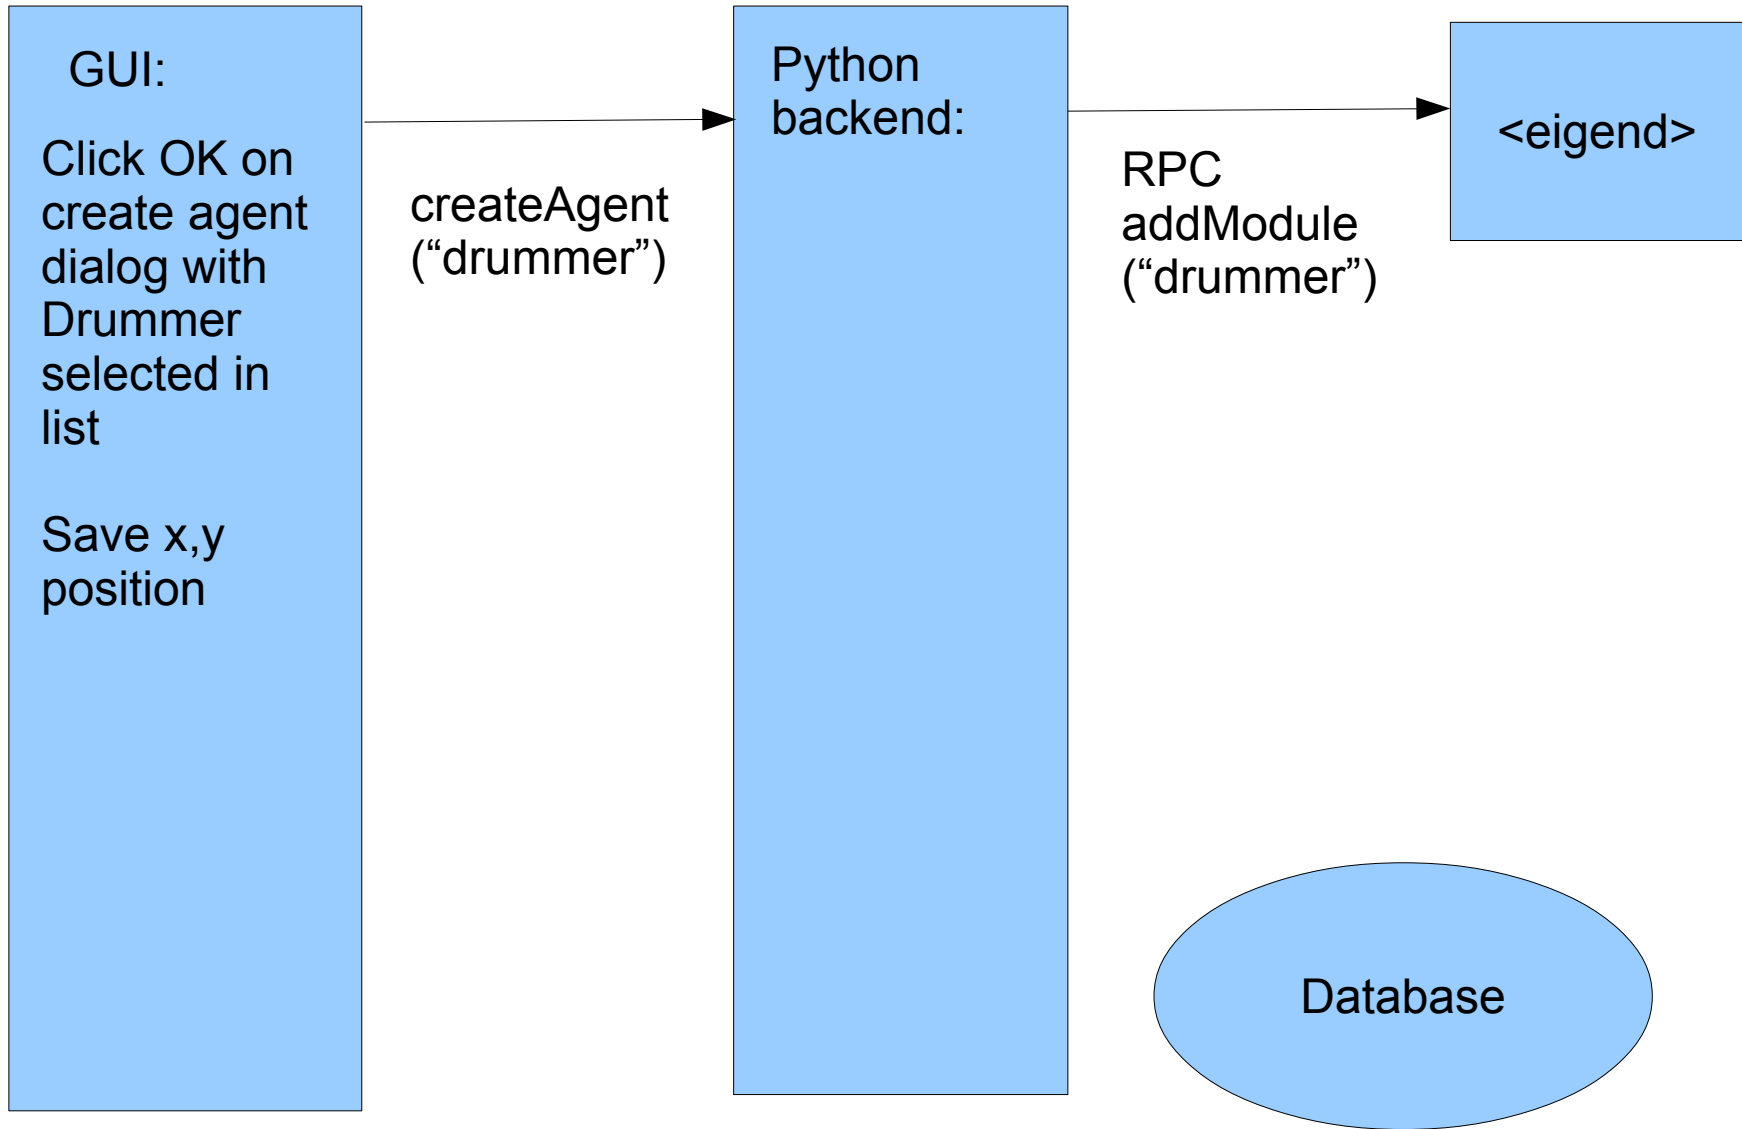 GUI:
Click OK on
create agent
dialog with
Drummer
selected in
list
Save x,y
position
createAgent
(“drummer”)
Python
backend:
RPC
addModule
(“drummer”)
<eigend>
Database